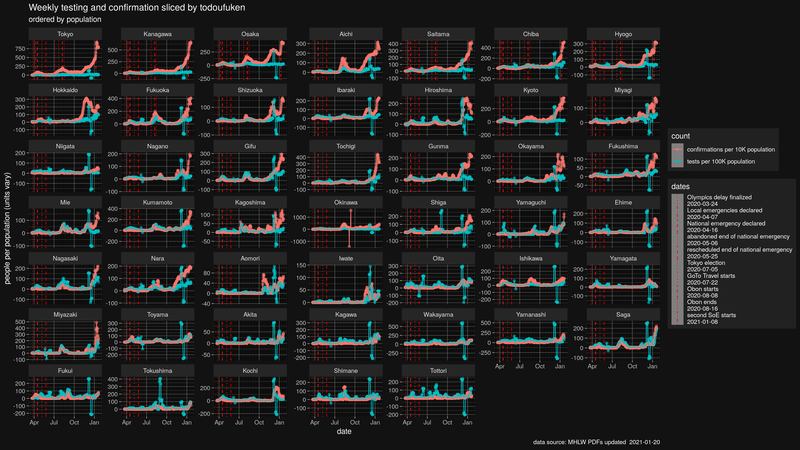 Weekly testing and confirmation sliced by todoufuken
ordered by population
Tokyo Kanagawa Osaka Aichi Saitama Chiba Hyogo
Hokkaido Fukuoka Shizuoka Ibaraki Hiroshima Kyoto Miyagi
Niigata Nagano Gifu Tochigi Gunma Okayama Fukushima
Mie Kumamoto Kagoshima Okinawa Shiga Yamaguchi Ehime
Nagasaki Nara Aomori Iwate Oita Ishikawa Yamagata
Miyazaki Toyama Akita Kagawa Wakayama Yamanashi Saga
Fukui Tokushima Kochi Shimane Tottori
Apr Jul Oct Jan
people per population (units vary)
date
count
confirmations per 10K population
tests per 100K population
dates
Olympics delay finalized
2020-03-24
Local emergencies declared
2020-04-07
National emergency declared
2020-04-16
abandoned end of national emergency
2020-05-06
rescheduled end of national emergency
2020-05-25
Tokyo election
2020-07-05
GoTo Travel starts
2020-07-22
Obon starts
2020-08-08
Obon ends
2020-08-16
second SoE starts
2021-01-08
data source: MHLW PDFs updated 2021-01-20